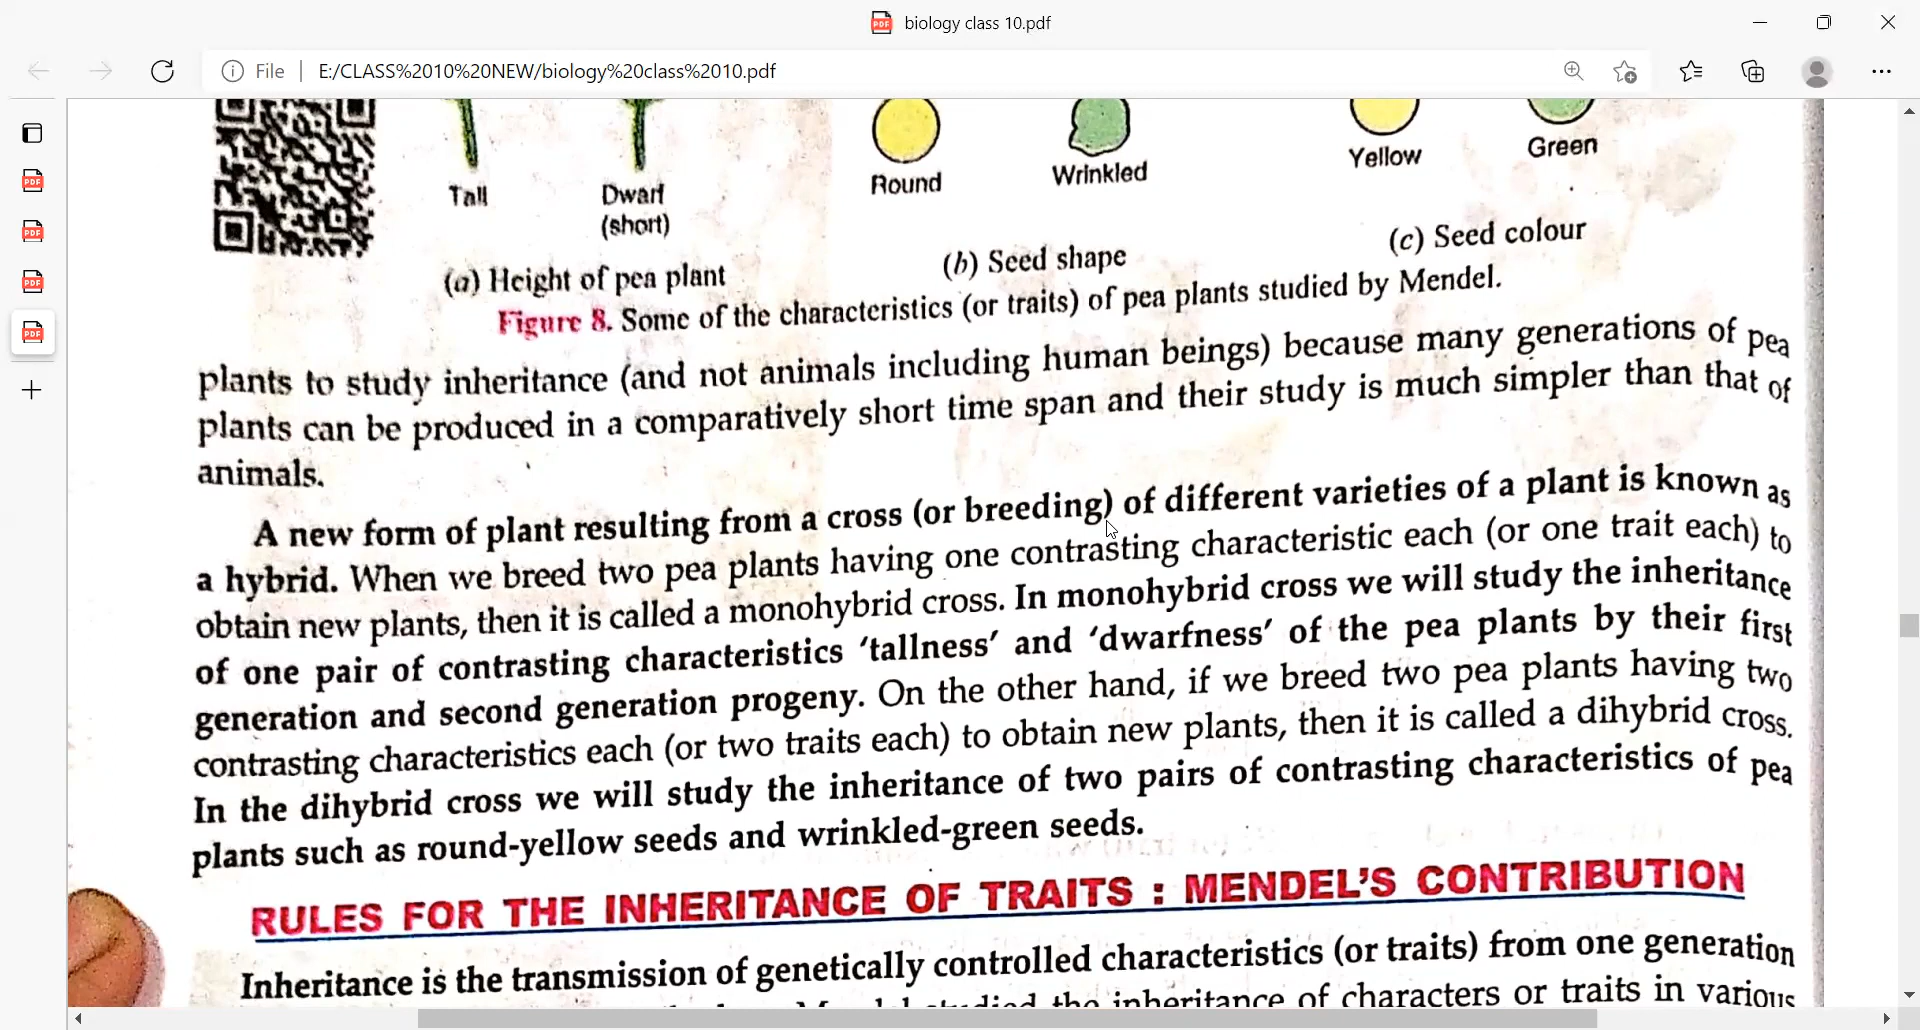 biology class 10.pdf
File E:/CLASS%2010%20NEW/biology%20class%2010.pdf
Tall
Dwarf
(short)
Round
Wrinkled
Yellow
Green
(a) Height of pea plant
(b) Seed shape
(c) Seed colour
Figure 8. Some of the characteristics (or traits) of pea plants studied by Mendel.
plants to study inheritance (and not animals including human beings) because many generations of pea
plants can be produced in a comparatively short time span and their study is much simpler than that of
animals.
A new form of plant resulting from a cross (or breeding) of different varieties of a plant is known as
a hybrid. When we breed two pea plants having one contrasting characteristic each (or one trait each) to
obtain new plants, then it is called a monohybrid cross. In monohybrid cross we will study the inheritance
of one pair of contrasting characteristics ‘tallness’ and ‘dwarfness’ of the pea plants by their first
generation and second generation progeny. On the other hand, if we breed two pea plants having two
contrasting characteristics each (or two traits each) to obtain new plants, then it is called a dihybrid cross.
In the dihybrid cross we will study the inheritance of two pairs of contrasting characteristics of pea
plants such as round-yellow seeds and wrinkled-green seeds.
RULES FOR THE INHERITANCE OF TRAITS : MENDEL'S CONTRIBUTION
Inheritance is the transmission of genetically controlled characteristics (or traits) from one generation
studied the inheritance of characters or traits in various